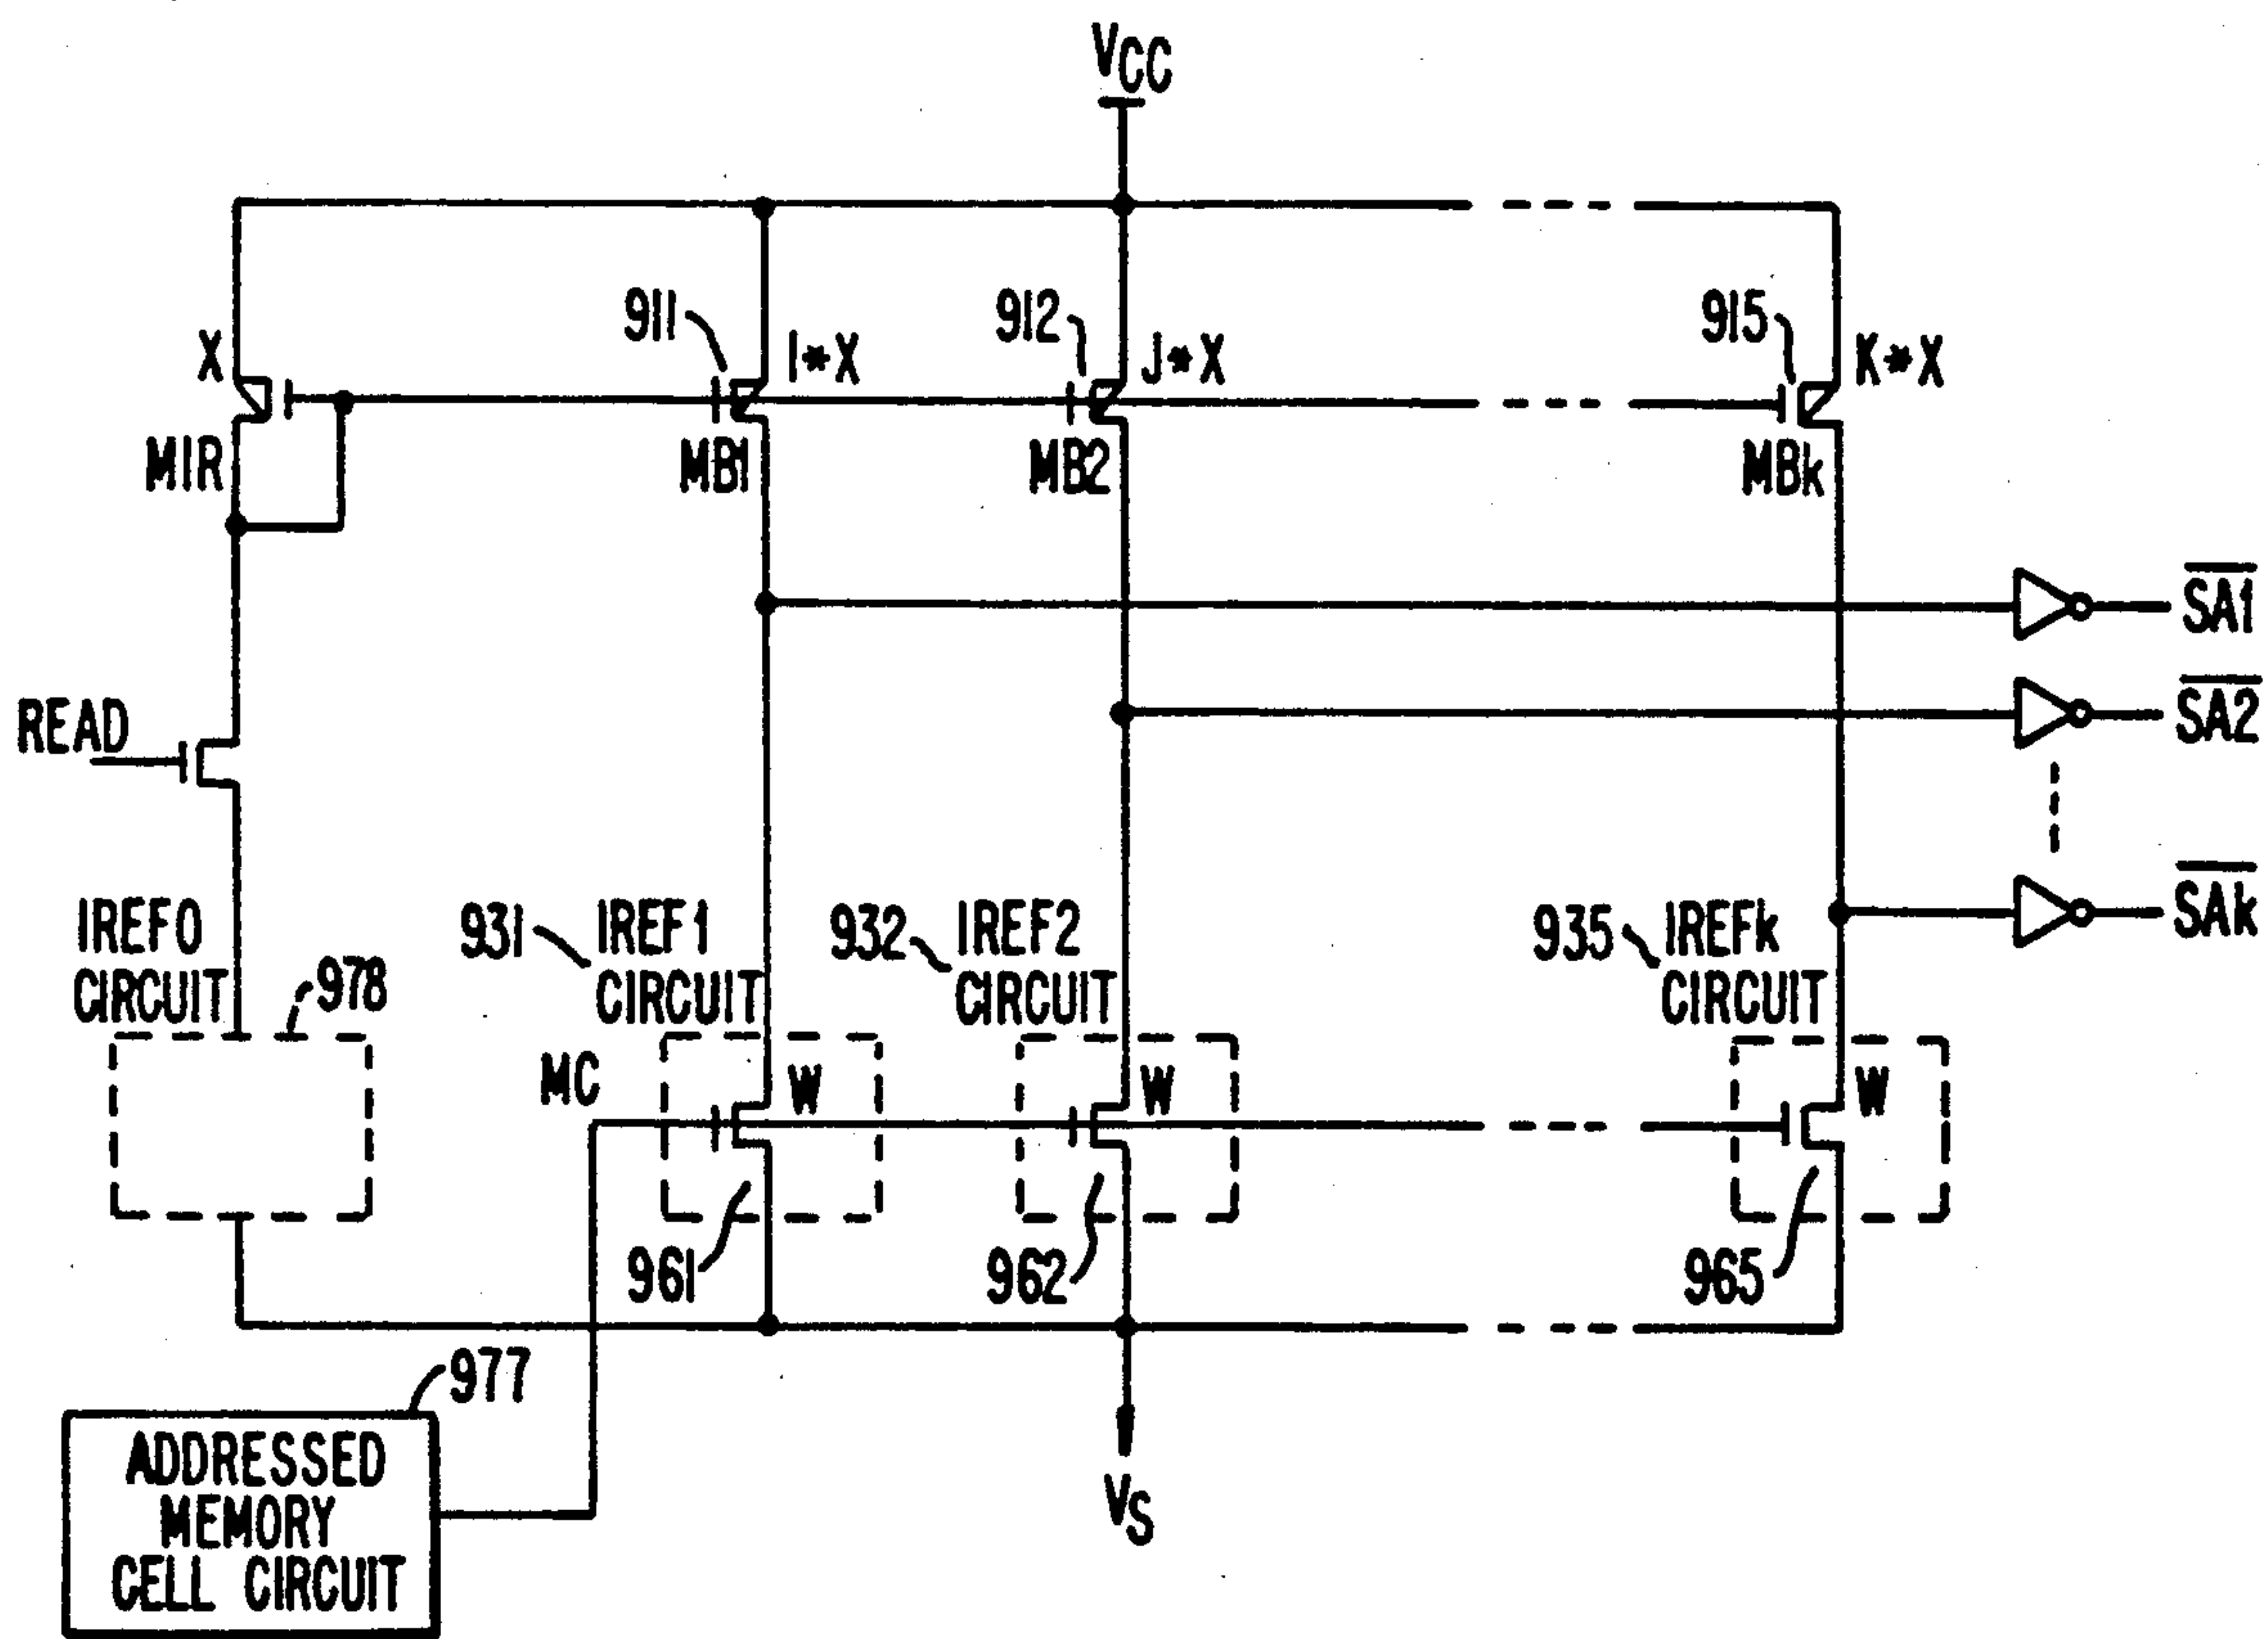 VCC
911
912
915
X
I*X
J*X
K*X
MIR
MB1
MB2
MBk
SA1
READ
SA2
IREF0
CIRCUIT
978
931
IREF1
CIRCUIT
932
IREF2
CIRCUIT
935
IREFk
CIRCUIT
SAk
MC
W
W
W
961
962
965
977
ADDRESSED
MEMORY
CELL CIRCUIT
VS